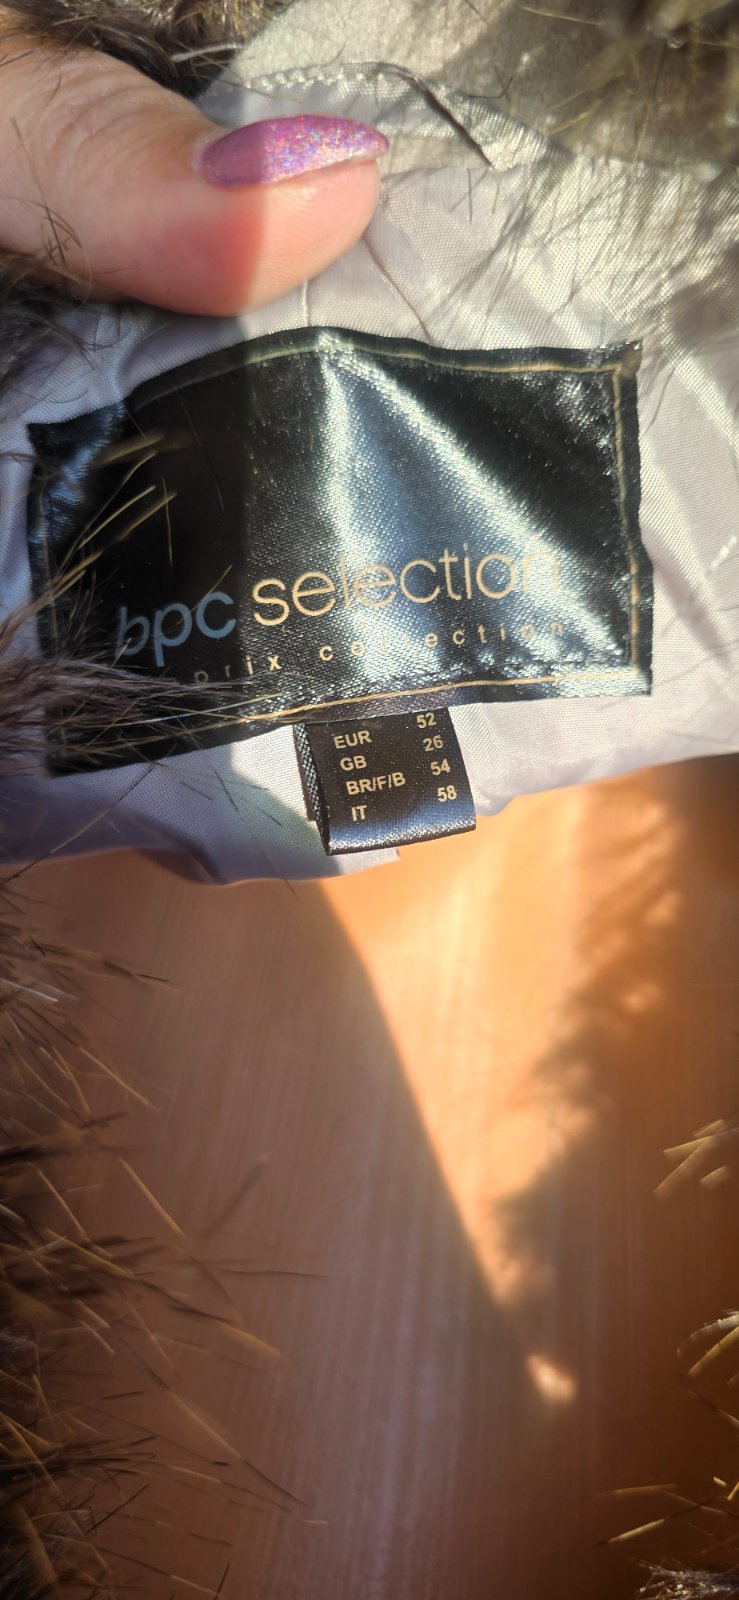 bpc selection
prix collection
EUR 52
GB 26
BR/F/B 54
IT 58